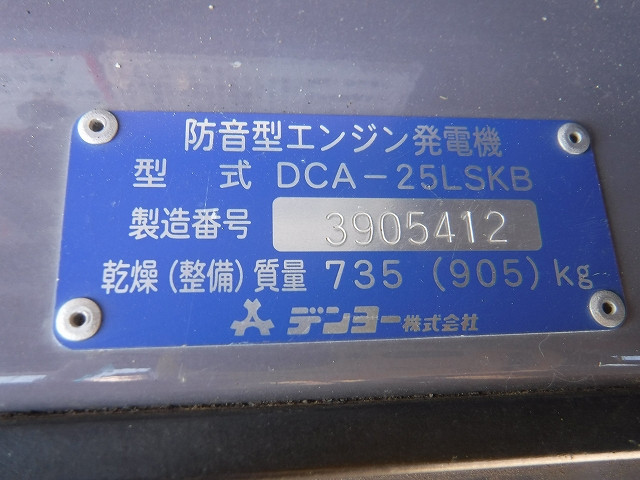 防音型エンジン発電機
型 式 DCA-25LSKB
製造番号 3905412
乾燥(整備)質量 735 (905) kg
デンヨー株式会社